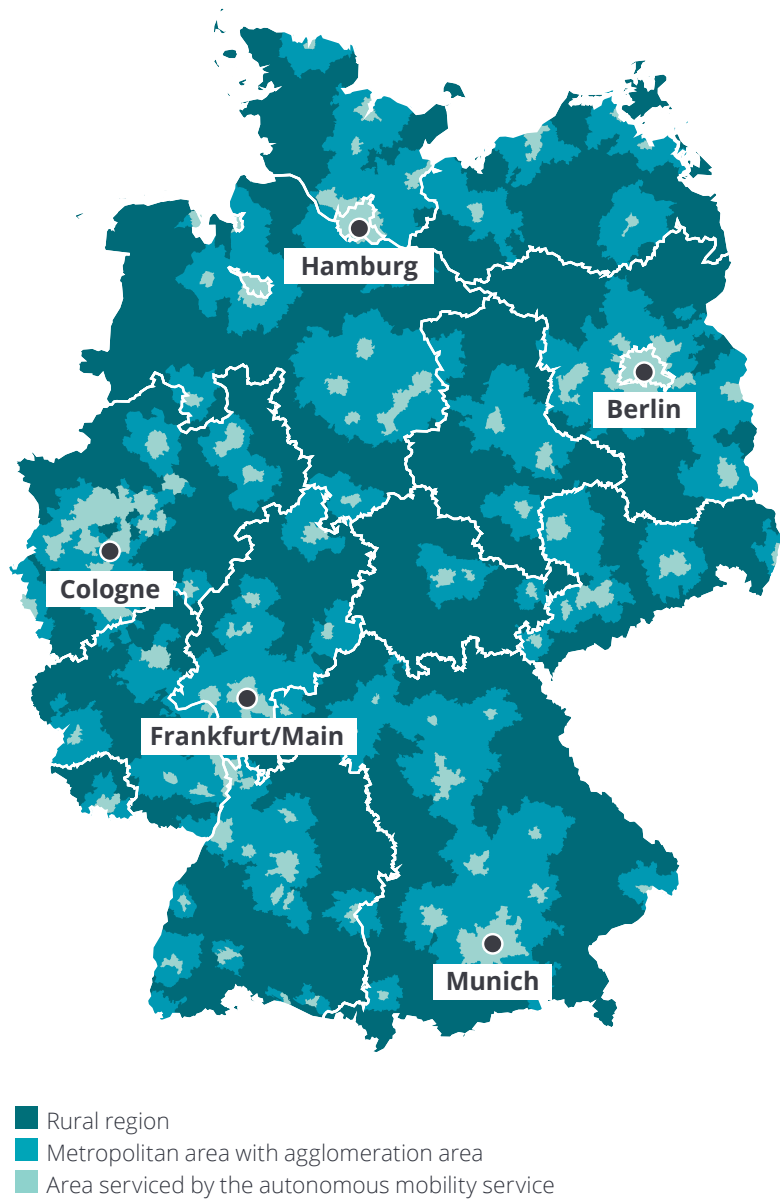 Hamburg
Berlin
Cologne
Frankfurt/Main
Munich
Rural region
Metropolitan area with agglomeration area
Area serviced by the autonomous mobility service